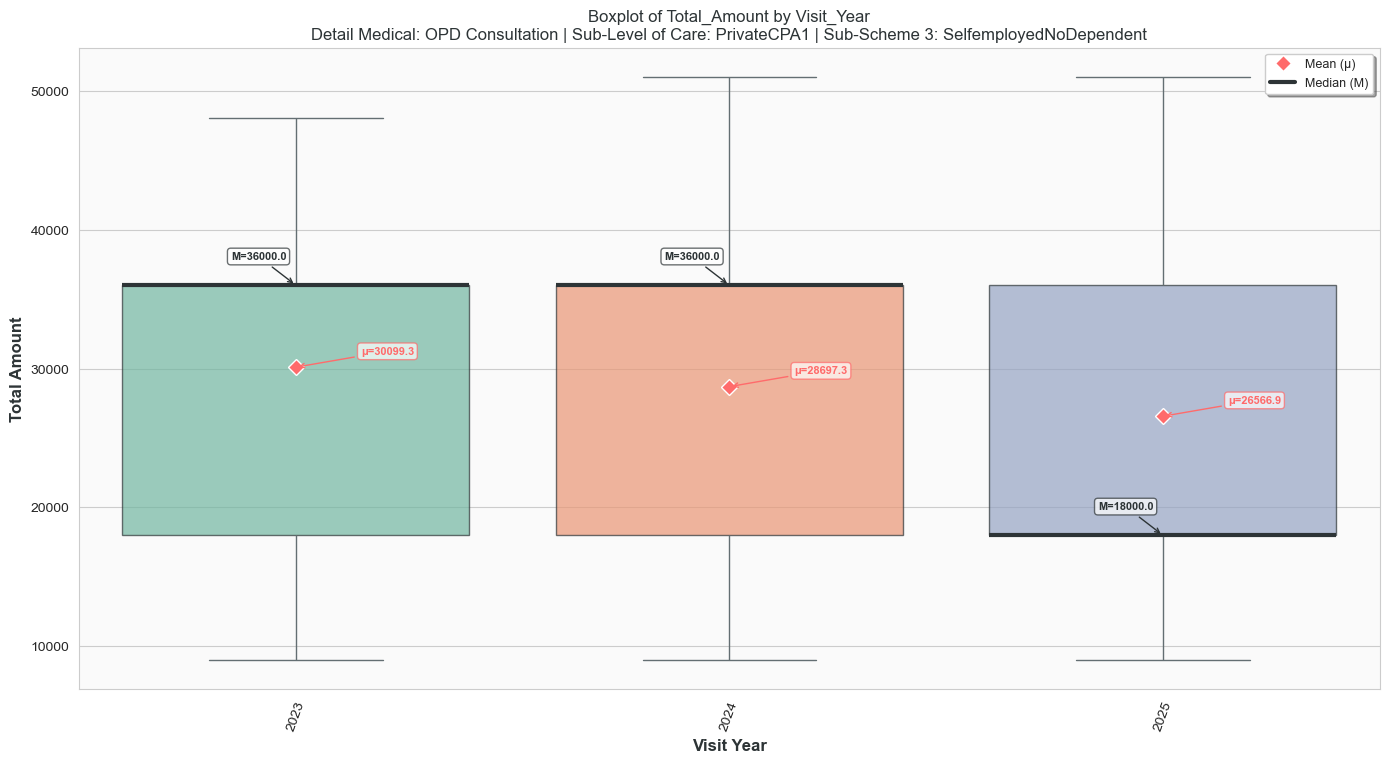 Boxplot of Total_Amount by Visit_Year
Detail Medical: OPD Consultation | Sub-Level of Care: PrivateCPA1 | Sub-Scheme 3: SelfemployedNoDependent
Mean (μ)
Median (M)
Total Amount
50000
40000
30000
20000
10000
M=36000.0
μ=30099.3
M=36000.0
μ=28697.3
μ=26566.9
M=18000.0
2023
2024
2025
Visit Year